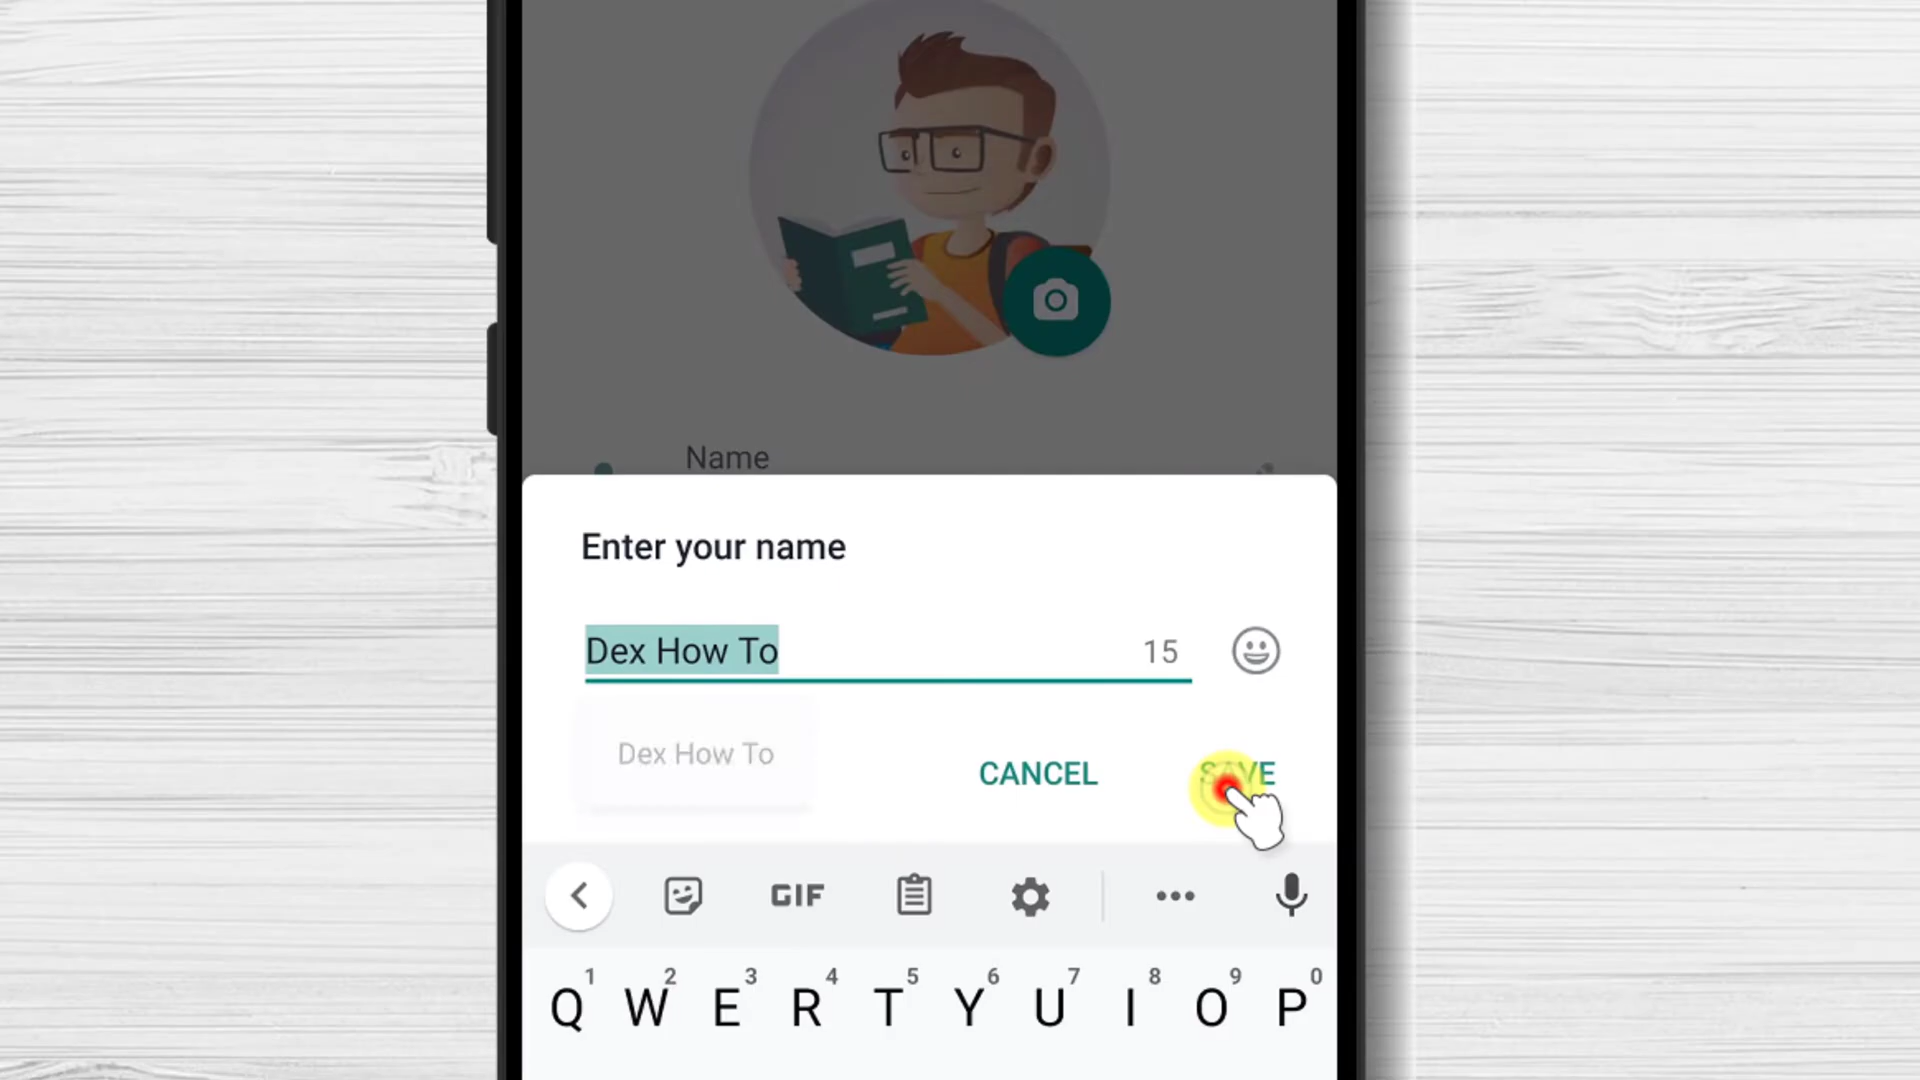 Name
Enter your name
Dex How To 15
Dex How To
CANCEL SAVE
GIF
1 2 3 4 5 6 7 8 9 0
Q W E R T Y U I O P